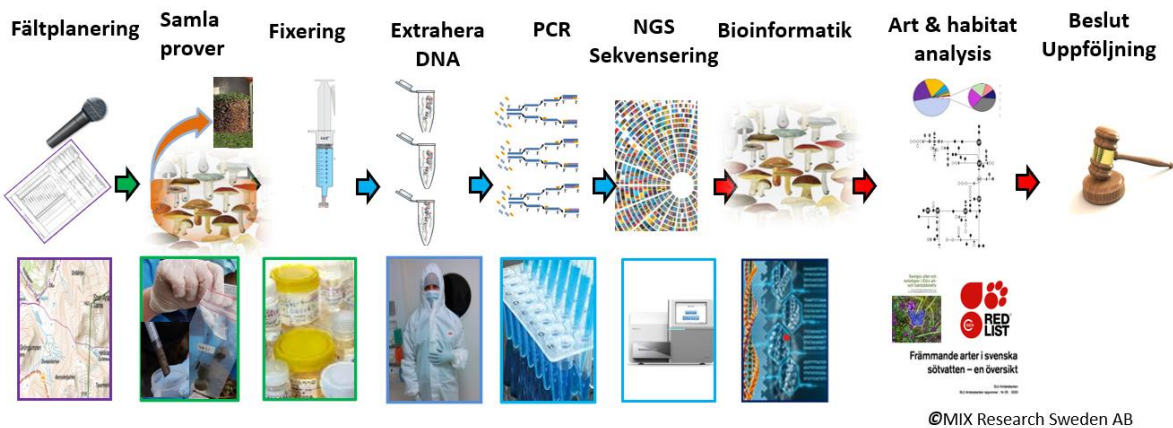 Fältplanering
Samla
prover
Fixering
Extrahera
DNA
PCR
NGS
Sekvensering
Bioinformatik
Art & habitat
analysis
Beslut
Uppföljning
RED
LIST
Främmande arter i svenska
sötvatten – en översikt
©MIX Research Sweden AB